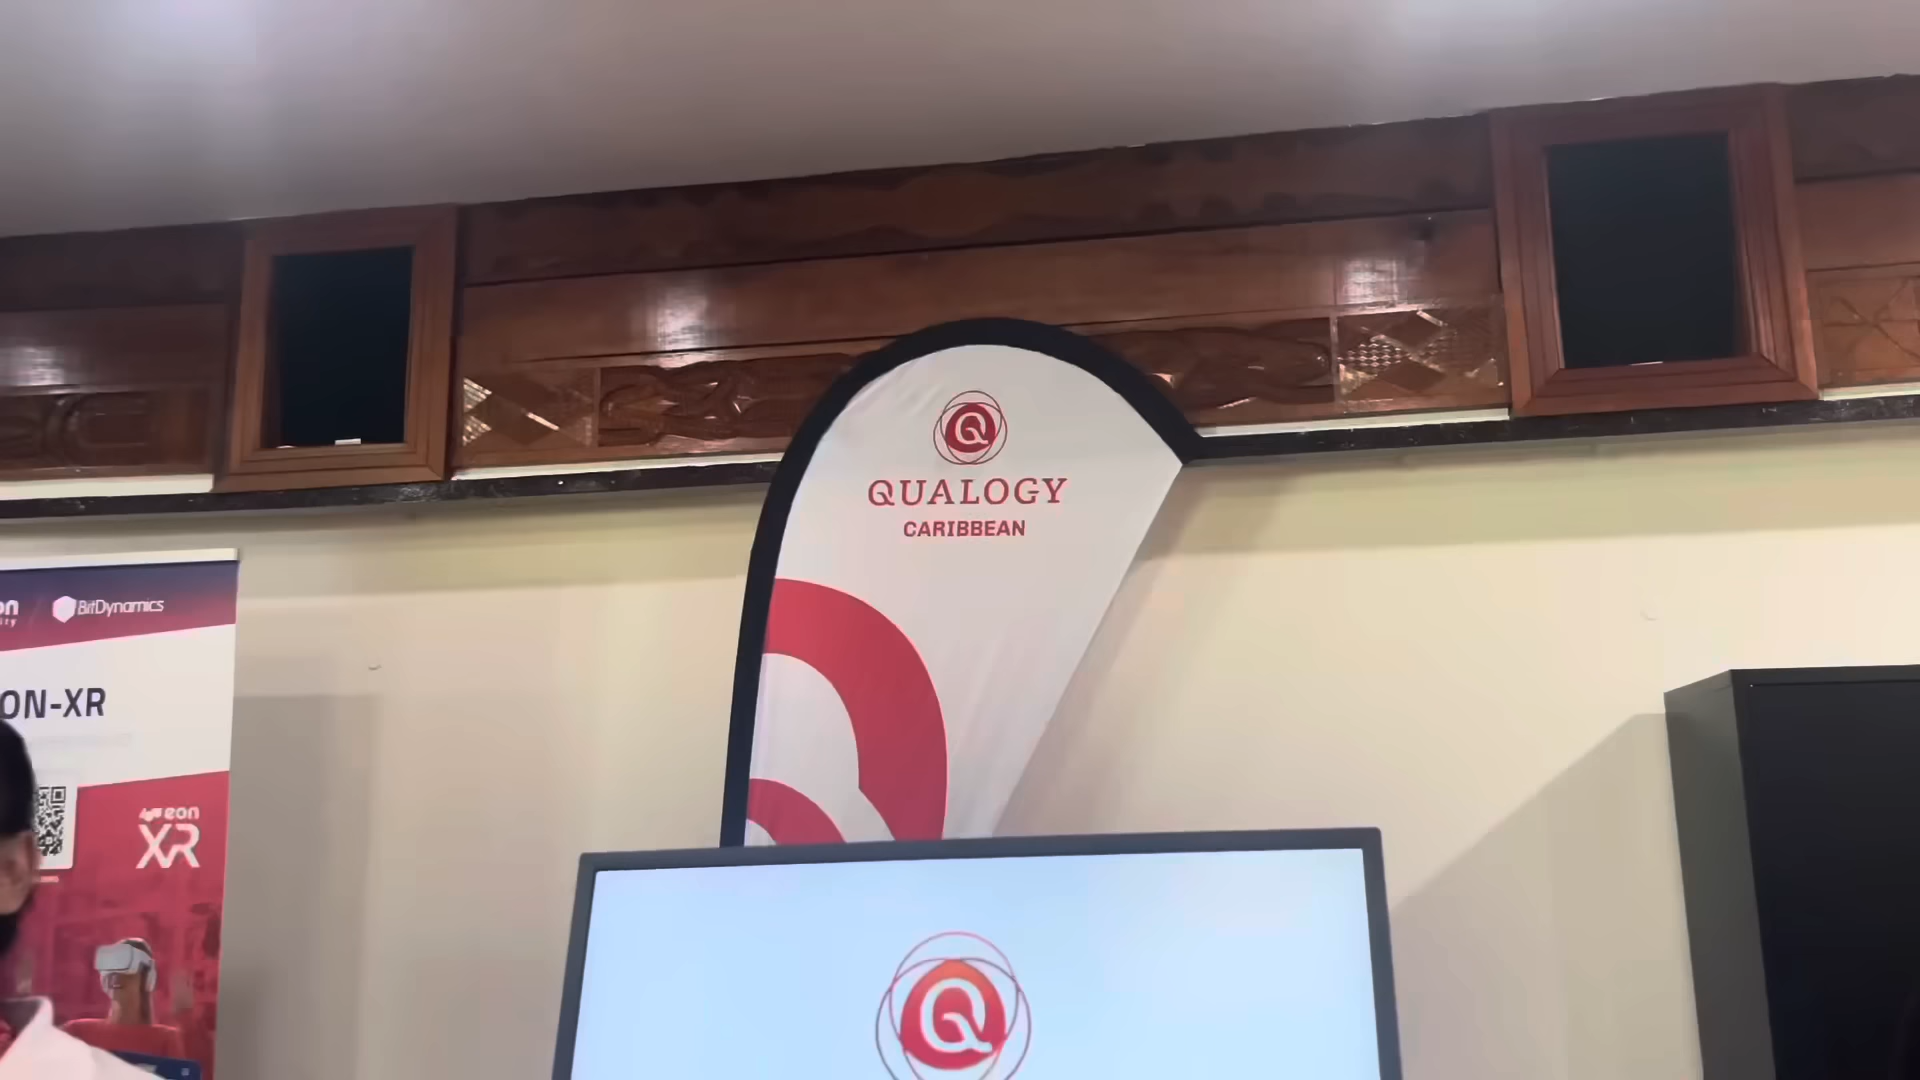 Q
QUALOGY
CARIBBEAN
BitDynamics
ON-XR
eon
XR
Q